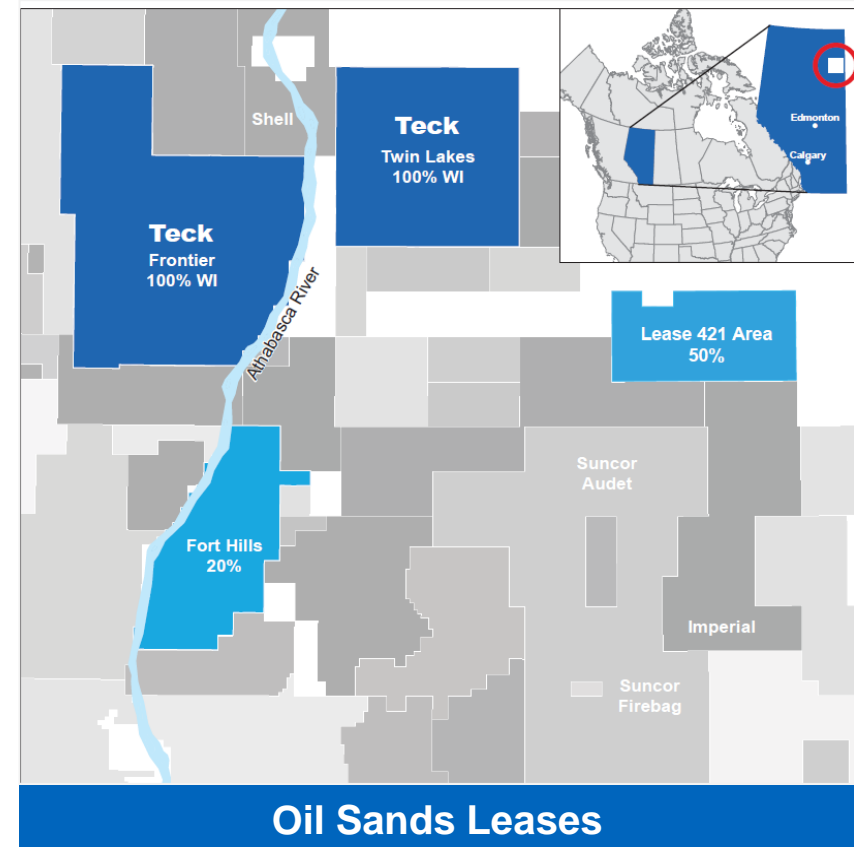 Shell
Teck
Twin Lakes
100% WI
Edmonton
Calgary
Teck
Frontier
100% WI
Athabasca River
Lease 421 Area
50%
Suncor
Audet
Fort Hills
20%
Imperial
Suncor
Firebag
Oil Sands Leases